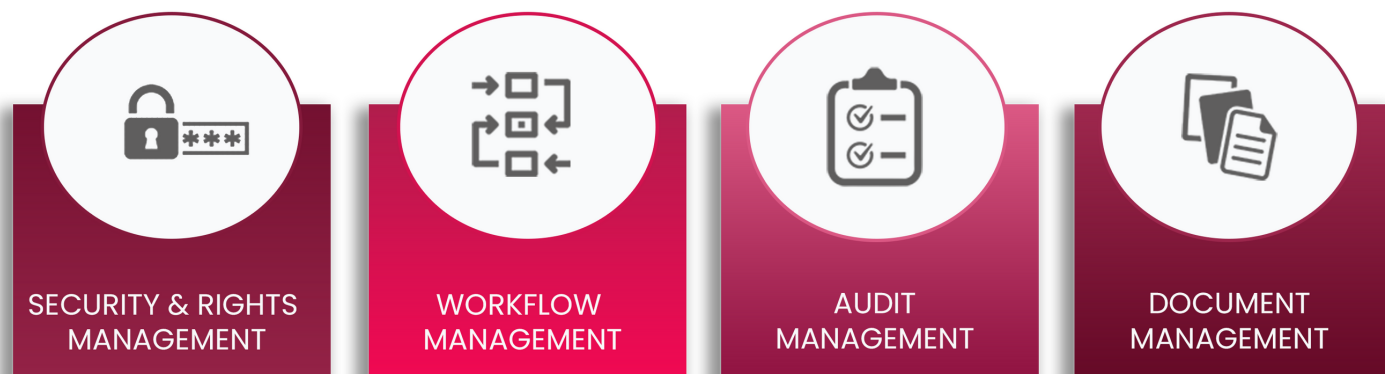 SECURITY & RIGHTS
MANAGEMENT
WORKFLOW
MANAGEMENT
AUDIT
MANAGEMENT
DOCUMENT
MANAGEMENT